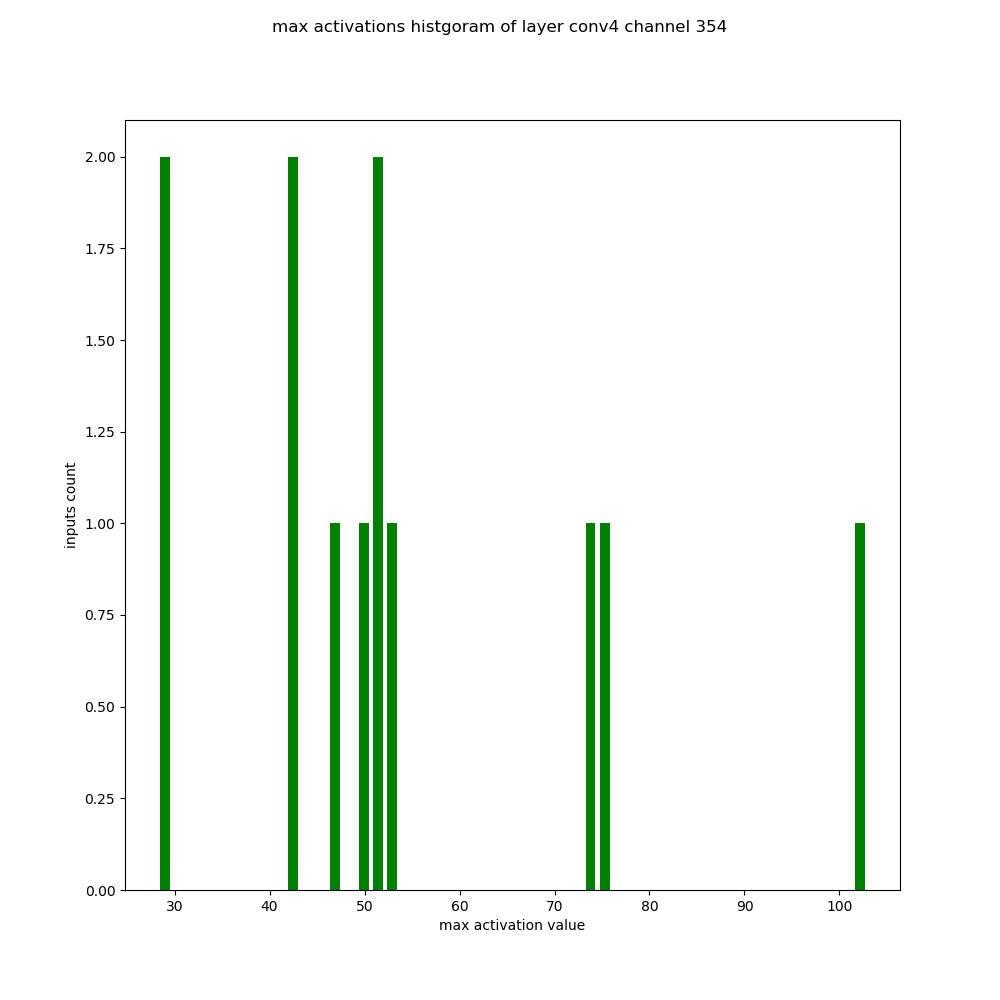 max activations histgoram of layer conv4 channel 354
2.00
1.75
1.50
1.25
1.00
0.75
0.50
0.25
0.00
inputs count
30 40 50 60 70 80 90 100
max activation value